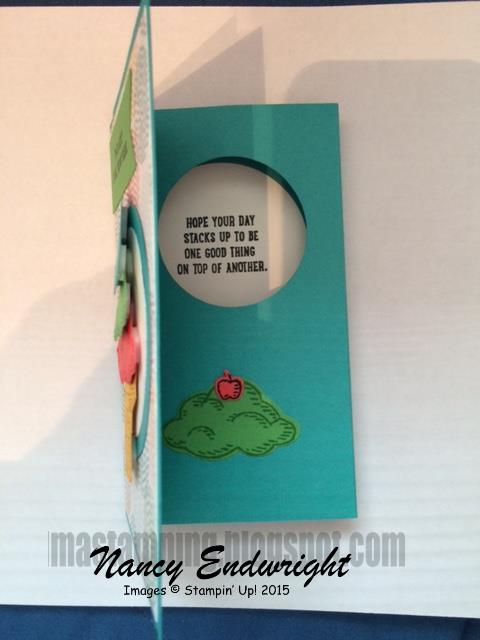 HOPE YOUR DAY
STACKS UP TO BE
ONE GOOD THING
ON TOP OF ANOTHER.
mastamping.blogspot.com
Nancy Endwright
Images © Stampin' Up! 2015